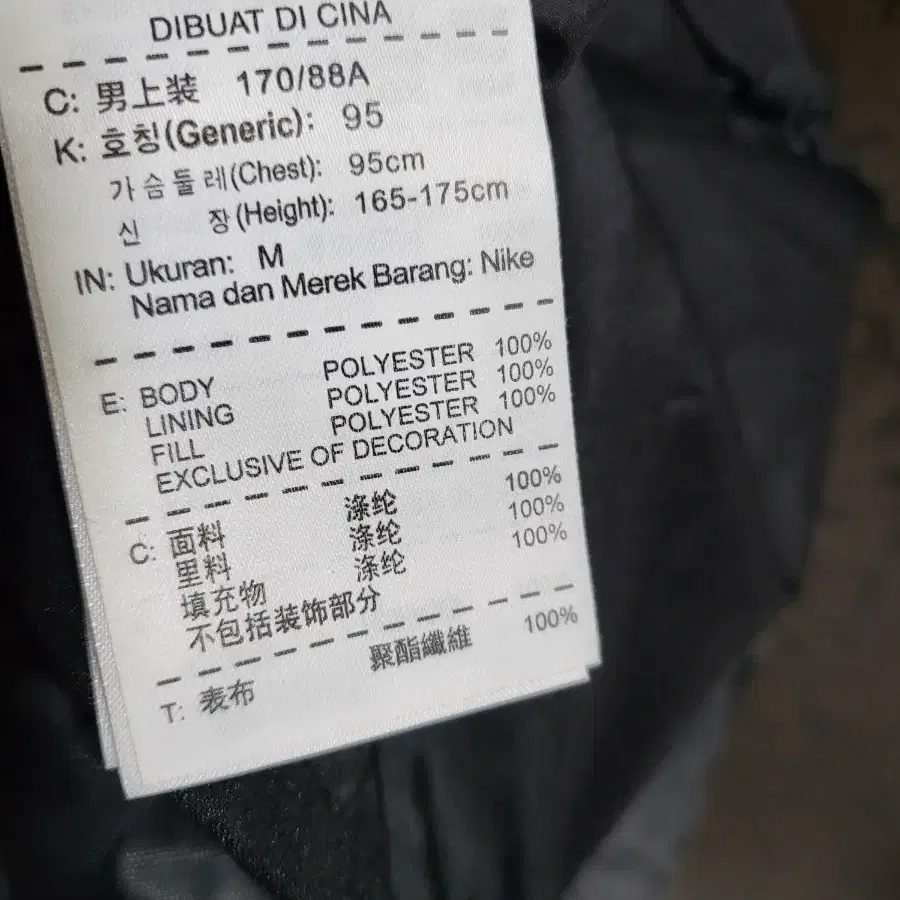 DIBUAT DI CINA
C: 男上装 170/88A
K: 호칭(Generic): 95
가슴둘레(Chest): 95cm
신 장(Height): 165-175cm
IN: Ukuran: M
Nama dan Merek Barang: Nike
E: BODY POLYESTER 100%
LINING POLYESTER 100%
FILL POLYESTER 100%
EXCLUSIVE OF DECORATION
C: 面料 涤纶 100%
里料 涤纶 100%
填充物 涤纶 100%
不包括装饰部分
T: 表布 聚酯纖維 100%